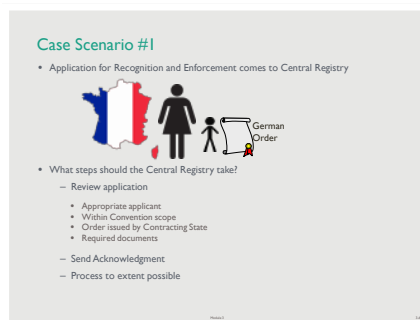 Case Scenario #1
• Application for Recognition and Enforcement comes to Central Registry
German
Order
• What steps should the Central Registry take?
– Review application
• Appropriate applicant
• Within Convention scope
• Order issued by Contracting State
• Required documents
– Send Acknowledgment
– Process to extent possible